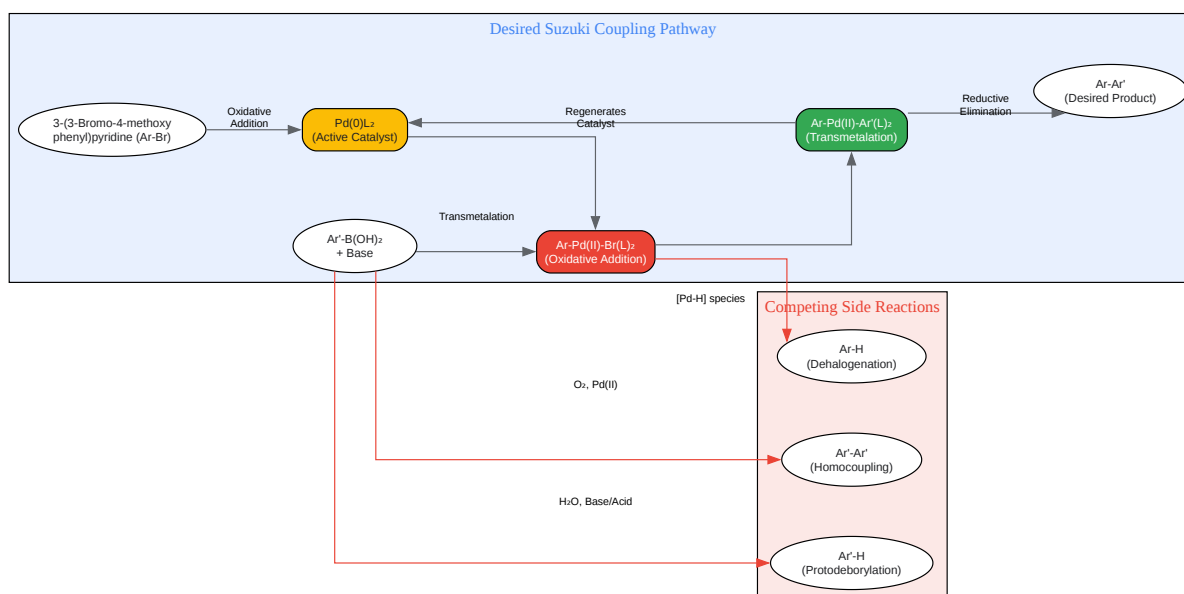 Desired Suzuki Coupling Pathway
3-(3-Bromo-4-methoxy
phenyl)pyridine (Ar-Br)
Oxidative
Addition
Pd(0)L₂
(Active Catalyst)
Regenerates
Catalyst
Ar-Pd(II)-Ar'(L)₂
(Transmetalation)
Reductive
Elimination
Ar-Ar'
(Desired Product)
Ar'-B(OH)₂
+ Base
Transmetalation
Ar-Pd(II)-Br(L)₂
(Oxidative Addition)
[Pd-H] species
Competing Side Reactions
Ar-H
(Dehalogenation)
O₂, Pd(II)
Ar'-Ar'
(Homocoupling)
H₂O, Base/Acid
Ar'-H
(Protodeborylation)